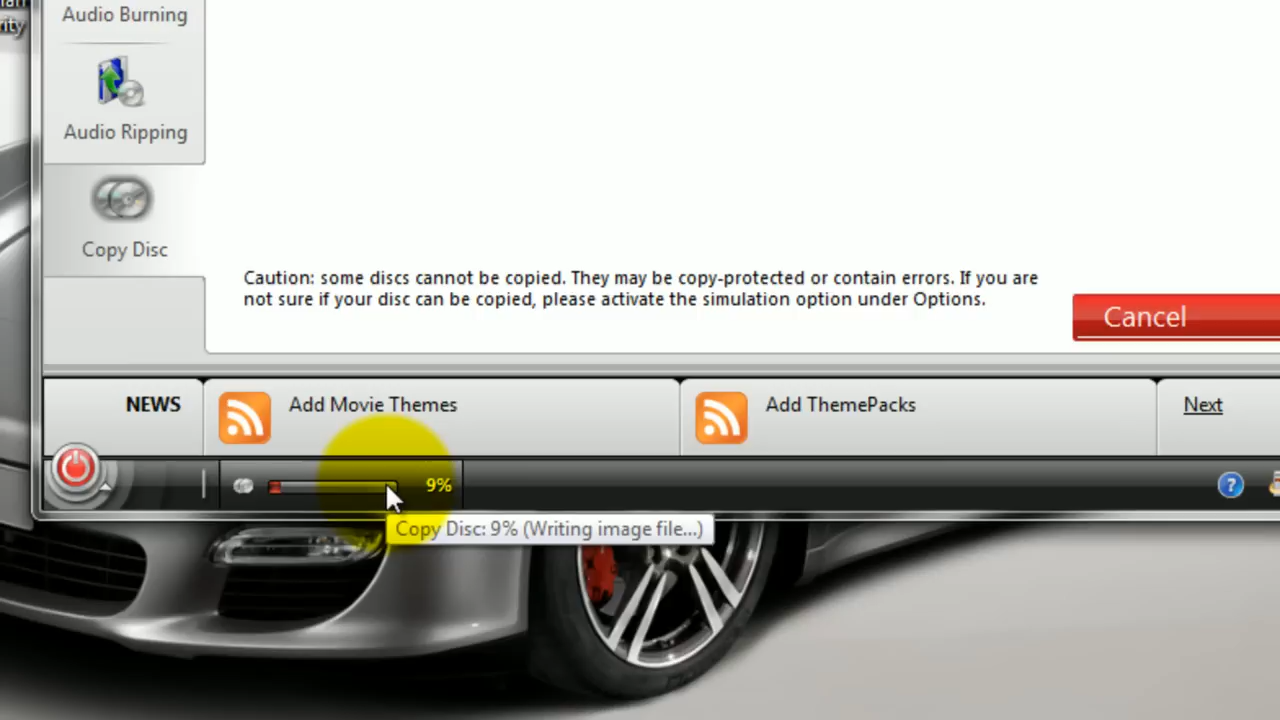 Audio Burning
Audio Ripping
Copy Disc
Caution: some discs cannot be copied. They may be copy-protected or contain errors. If you are
not sure if your disc can be copied, please activate the simulation option under Options.
Cancel
NEWS
Add Movie Themes
Add ThemePacks
Next
9%
Copy Disc: 9% (Writing image file...)